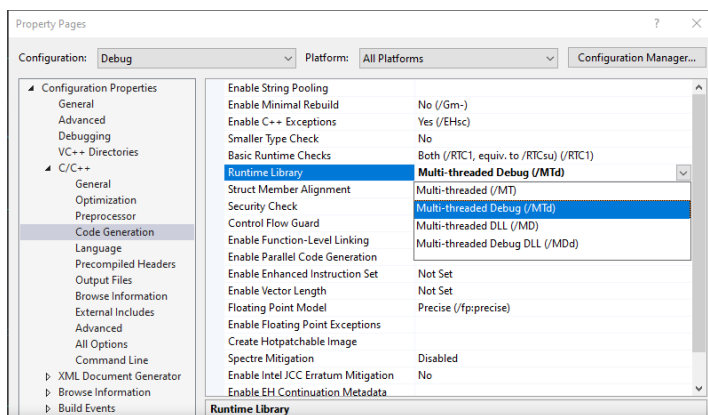 Property Pages
?
Configuration: Debug Platform: All Platforms Configuration Manager...
Configuration Properties
General
Advanced
Debugging
VC++ Directories
C/C++
General
Optimization
Preprocessor
Code Generation
Language
Precompiled Headers
Output Files
Browse Information
External Includes
Advanced
All Options
Command Line
XML Document Generator
Browse Information
Build Events
Enable String Pooling
Enable Minimal Rebuild No (/Gm-)
Enable C++ Exceptions Yes (/EHsc)
Smaller Type Check No
Basic Runtime Checks Both (/RTC1, equiv. to /RTCsu) (/RTC1)
Runtime Library Multi-threaded Debug (/MTd)
Struct Member Alignment Multi-threaded (/MT)
Security Check Multi-threaded Debug (/MTd)
Control Flow Guard Multi-threaded DLL (/MD)
Enable Function-Level Linking Multi-threaded Debug DLL (/MDd)
Enable Parallel Code Generation
Enable Enhanced Instruction Set Not Set
Enable Vector Length Not Set
Floating Point Model Precise (/fp:precise)
Enable Floating Point Exceptions
Create Hotpatchable Image
Spectre Mitigation Disabled
Enable Intel JCC Erratum Mitigation No
Enable EH Continuation Metadata
Runtime Library